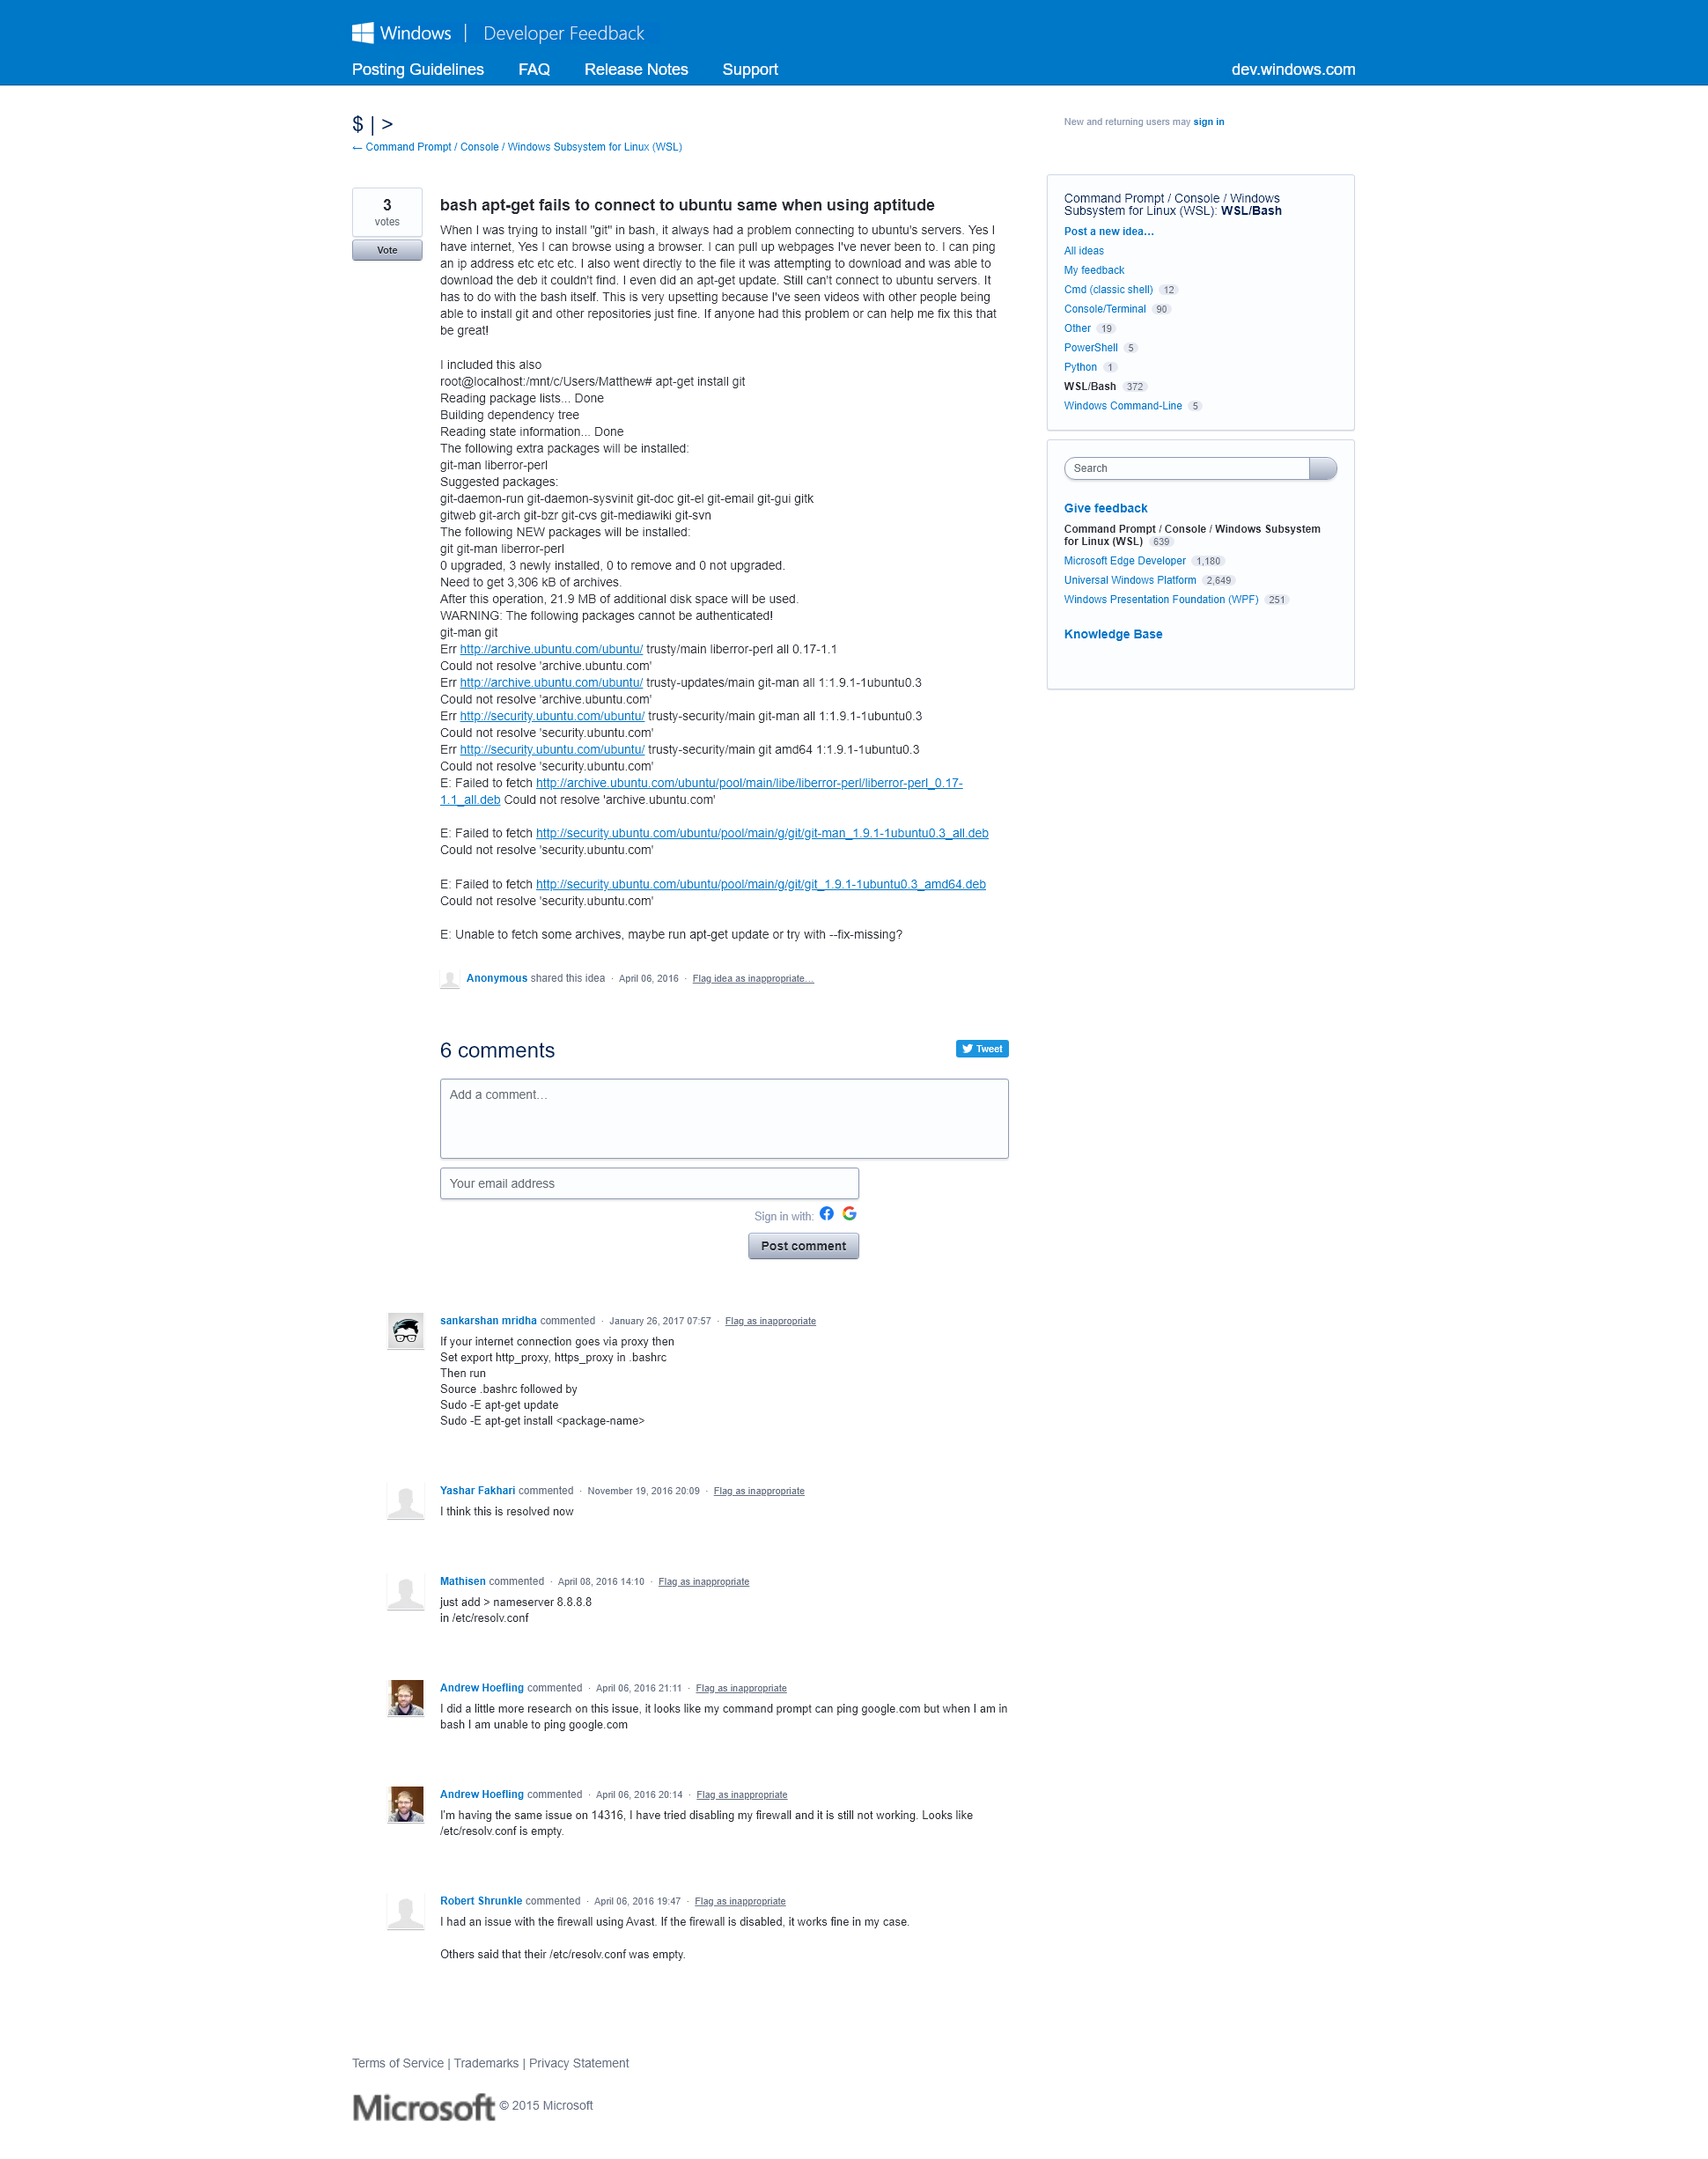 Windows | Developer Feedback
Posting Guidelines FAQ Release Notes Support dev.windows.com
$ | >
New and returning users may sign in
← Command Prompt / Console / Windows Subsystem for Linux (WSL)
3
votes
Vote
bash apt-get fails to connect to ubuntu same when using aptitude
When I was trying to install "git" in bash, it always had a problem connecting to ubuntu's servers. Yes I
have internet, Yes I can browse using a browser. I can pull up webpages I've never been to. I can ping
an ip address etc etc etc. I also went directly to the file it was attempting to download and was able to
download the deb it couldn't find. I even did an apt-get update. Still can't connect to ubuntu servers. It
has to do with the bash itself. This is very upsetting because I've seen videos with other people being
able to install git and other repositories just fine. If anyone had this problem or can help me fix this that
be great!
I included this also
root@localhost:/mnt/c/Users/Matthew# apt-get install git
Reading package lists... Done
Building dependency tree
Reading state information... Done
The following extra packages will be installed:
git-man liberror-perl
Suggested packages:
git-daemon-run git-daemon-sysvinit git-doc git-el git-email git-gui gitk
gitweb git-arch git-bzr git-cvs git-mediawiki git-svn
The following NEW packages will be installed:
git git-man liberror-perl
0 upgraded, 3 newly installed, 0 to remove and 0 not upgraded.
Need to get 3,306 kB of archives.
After this operation, 21.9 MB of additional disk space will be used.
WARNING: The following packages cannot be authenticated!
git-man git
Err http://archive.ubuntu.com/ubuntu/ trusty/main liberror-perl all 0.17-1.1
Could not resolve 'archive.ubuntu.com'
Err http://archive.ubuntu.com/ubuntu/ trusty-updates/main git-man all 1:1.9.1-1ubuntu0.3
Could not resolve 'archive.ubuntu.com'
Err http://security.ubuntu.com/ubuntu/ trusty-security/main git-man all 1:1.9.1-1ubuntu0.3
Could not resolve 'security.ubuntu.com'
Err http://security.ubuntu.com/ubuntu/ trusty-security/main git amd64 1:1.9.1-1ubuntu0.3
Could not resolve 'security.ubuntu.com'
E: Failed to fetch http://archive.ubuntu.com/ubuntu/pool/main/libe/liberror-perl/liberror-perl_0.17-
1.1_all.deb Could not resolve 'archive.ubuntu.com'
E: Failed to fetch http://security.ubuntu.com/ubuntu/pool/main/g/git/git-man_1.9.1-1ubuntu0.3_all.deb
Could not resolve 'security.ubuntu.com'
E: Failed to fetch http://security.ubuntu.com/ubuntu/pool/main/g/git/git_1.9.1-1ubuntu0.3_amd64.deb
Could not resolve 'security.ubuntu.com'
E: Unable to fetch some archives, maybe run apt-get update or try with --fix-missing?
Anonymous shared this idea · April 06, 2016 · Flag idea as inappropriate…
Command Prompt / Console / Windows
Subsystem for Linux (WSL): WSL/Bash
Post a new idea…
All ideas
My feedback
Cmd (classic shell) 12
Console/Terminal 90
Other 19
PowerShell 5
Python 1
WSL/Bash 372
Windows Command-Line 5
Search
Give feedback
Command Prompt / Console / Windows Subsystem
for Linux (WSL) 639
Microsoft Edge Developer 1,180
Universal Windows Platform 2,649
Windows Presentation Foundation (WPF) 251
Knowledge Base
6 comments
Tweet
Add a comment…
Your email address
Sign in with:
Post comment
sankarshan mridha commented · January 26, 2017 07:57 · Flag as inappropriate
If your internet connection goes via proxy then
Set export http_proxy, https_proxy in .bashrc
Then run
Source .bashrc followed by
Sudo -E apt-get update
Sudo -E apt-get install <package-name>
Yashar Fakhari commented · November 19, 2016 20:09 · Flag as inappropriate
I think this is resolved now
Mathisen commented · April 08, 2016 14:10 · Flag as inappropriate
just add > nameserver 8.8.8.8
in /etc/resolv.conf
Andrew Hoefling commented · April 06, 2016 21:11 · Flag as inappropriate
I did a little more research on this issue, it looks like my command prompt can ping google.com but when I am in
bash I am unable to ping google.com
Andrew Hoefling commented · April 06, 2016 20:14 · Flag as inappropriate
I'm having the same issue on 14316, I have tried disabling my firewall and it is still not working. Looks like
/etc/resolv.conf is empty.
Robert Shrunkle commented · April 06, 2016 19:47 · Flag as inappropriate
I had an issue with the firewall using Avast. If the firewall is disabled, it works fine in my case.
Others said that their /etc/resolv.conf was empty.
Terms of Service | Trademarks | Privacy Statement
Microsoft © 2015 Microsoft